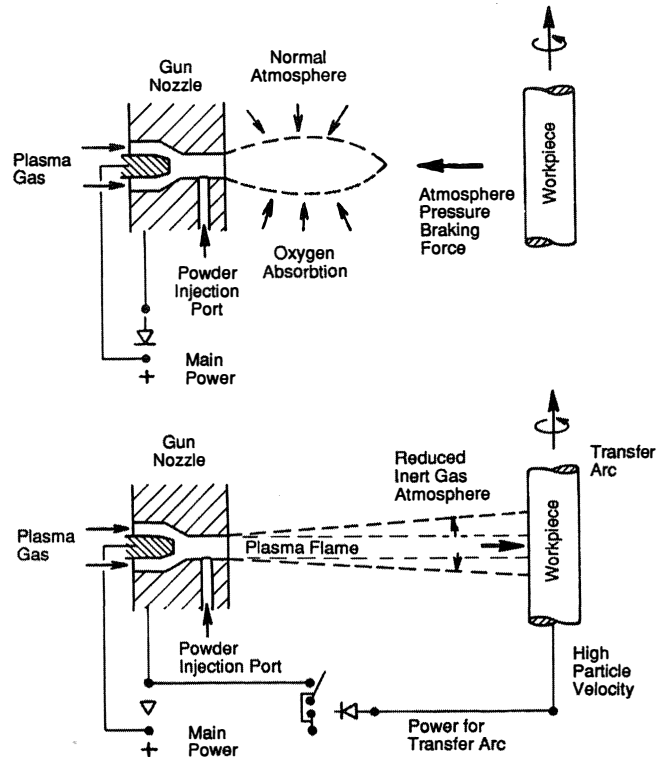 Normal
Atmosphere
Gun
Nozzle
Plasma
Gas
Workpiece
Atmosphere
Pressure
Braking
Force
Oxygen
Absorbtion
Powder
Injection
Port
Main
Power
+
Gun
Nozzle
Reduced
Inert Gas
Atmosphere
Transfer
Arc
Plasma
Gas
Plasma Flame
Workpiece
Powder
Injection Port
High
Particle
Velocity
Main
Power
+
Power for
Transfer Arc